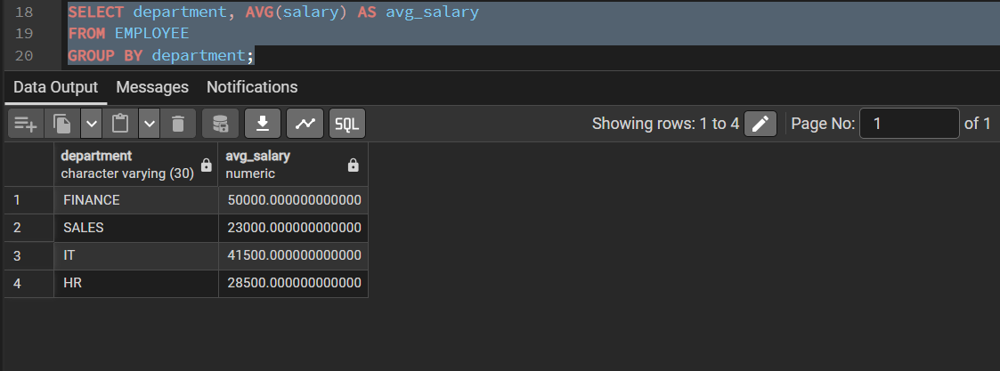 18 SELECT department, AVG(salary) AS avg_salary
19 FROM EMPLOYEE
20 GROUP BY department;
Data Output Messages Notifications
SQL Showing rows: 1 to 4 Page No: 1 of 1
department avg_salary
character varying (30) numeric
1 FINANCE 50000.000000000000
2 SALES 23000.000000000000
3 IT 41500.000000000000
4 HR 28500.000000000000